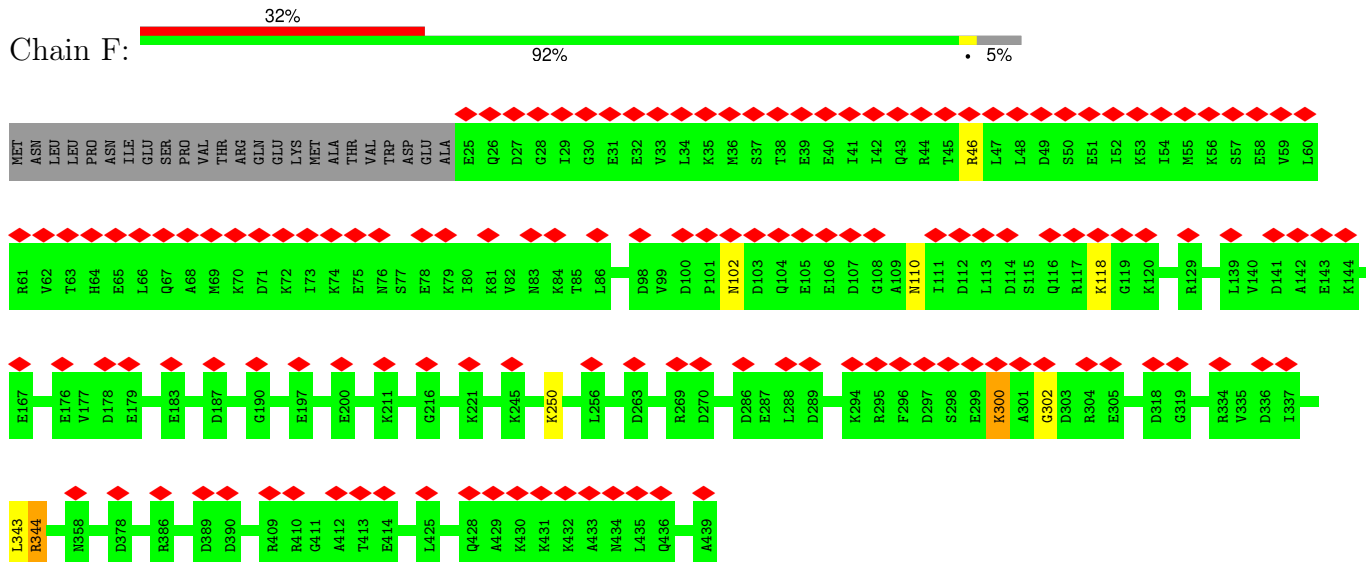 32%
Chain F:
92% • 5%
MET ASN LEU LEU PRO ASN ILE GLU SER PRO VAL THR ARG GLN GLU LYS MET ALA THR VAL TRP ASP GLU ALA E25 Q26 D27 G28 I29 G30 E31 E32 V33 L34 K35 M36 S37 T38 E39 E40 I41 I42 Q43 R44 T45 R46 L47 L48 D49 S50 E51 I52 K53 I54 M55 K56 S57 E58 V59 L60
R61 V62 T63 H64 E65 L66 Q67 A68 M69 K70 D71 K72 I73 K74 E75 N76 S77 E78 K79 I80 K81 V82 N83 K84 T85 L86 D98 V99 D100 P101 N102 D103 Q104 E105 E106 D107 G108 A109 N110 I111 D112 L113 D114 S115 Q116 R117 K118 G119 K120 R129 L139 V140 D141 A142 E143 K144
E167 E176 V177 D178 E179 E183 D187 G190 E197 E200 K211 G216 K221 K245 K250 L256 D263 R269 D270 D286 E287 L288 D289 K294 R295 F296 D297 S298 E299 K300 A301 G302 D303 R304 E305 D318 G319 R334 V335 D336 I337
L343 R344 N358 D378 R386 D389 D390 R409 R410 G411 A412 T413 E414 L425 Q428 A429 K430 K431 K432 A433 N434 L435 Q436 A439